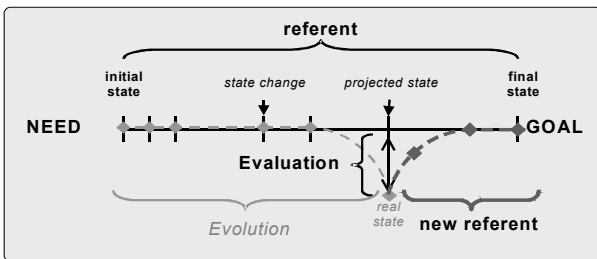 referent
initial
state
state change
projected state
final
state
NEED
GOAL
Evaluation
real
state
Evolution
new referent